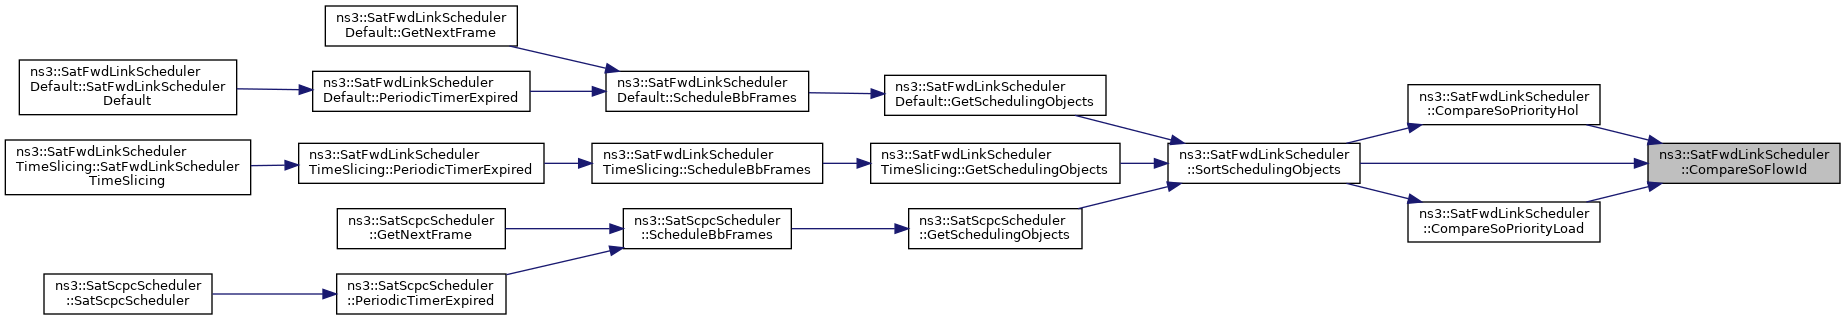 ns3::SatFwdLinkScheduler
Default::GetNextFrame
ns3::SatFwdLinkScheduler
Default::SatFwdLinkScheduler
Default
ns3::SatFwdLinkScheduler
Default::PeriodicTimerExpired
ns3::SatFwdLinkScheduler
Default::ScheduleBbFrames
ns3::SatFwdLinkScheduler
Default::GetSchedulingObjects
ns3::SatFwdLinkScheduler
::CompareSoPriorityHol
ns3::SatFwdLinkScheduler
TimeSlicing::SatFwdLinkScheduler
TimeSlicing
ns3::SatFwdLinkScheduler
TimeSlicing::PeriodicTimerExpired
ns3::SatFwdLinkScheduler
TimeSlicing::ScheduleBbFrames
ns3::SatFwdLinkScheduler
TimeSlicing::GetSchedulingObjects
ns3::SatFwdLinkScheduler
::SortSchedulingObjects
ns3::SatFwdLinkScheduler
::CompareSoFlowId
ns3::SatScpcScheduler
::GetNextFrame
ns3::SatScpcScheduler
::ScheduleBbFrames
ns3::SatScpcScheduler
::GetSchedulingObjects
ns3::SatFwdLinkScheduler
::CompareSoPriorityLoad
ns3::SatScpcScheduler
::SatScpcScheduler
ns3::SatScpcScheduler
::PeriodicTimerExpired